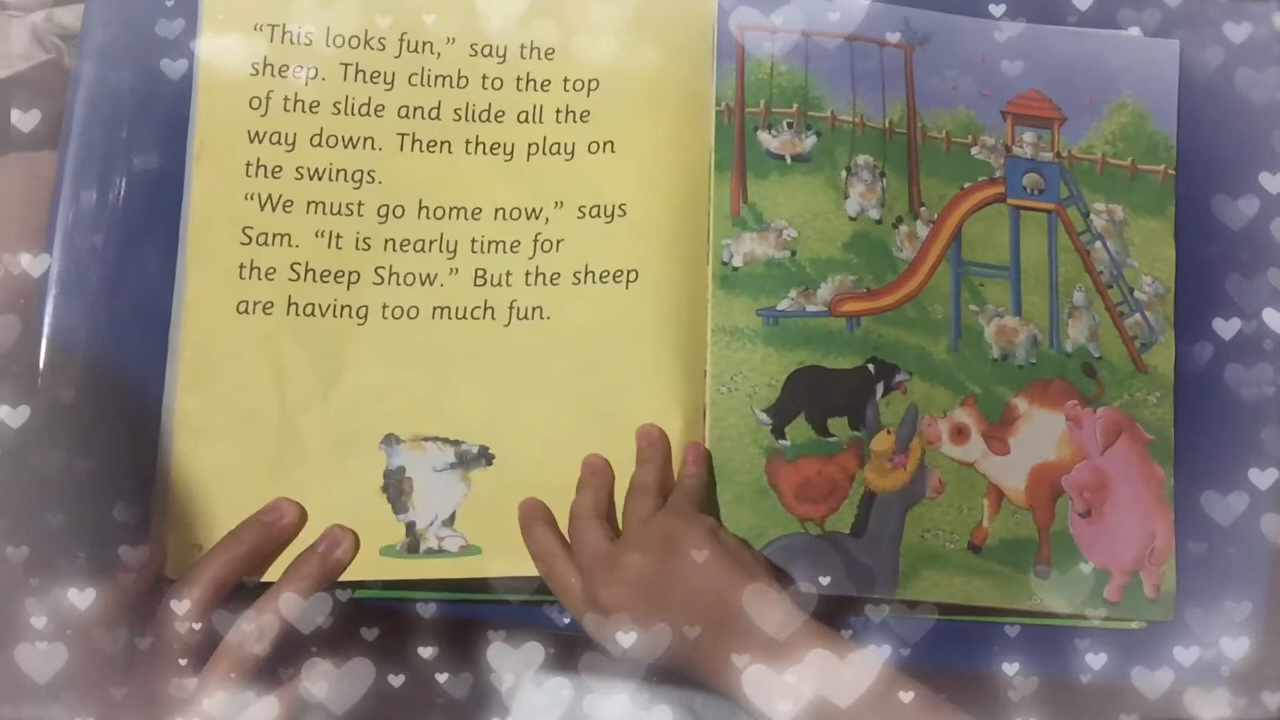 “This looks fun,” say the
sheep. They climb to the top
of the slide and slide all the
way down. Then they play on
the swings.
“We must go home now,” says
Sam. “It is nearly time for
the Sheep Show.” But the sheep
are having too much fun.